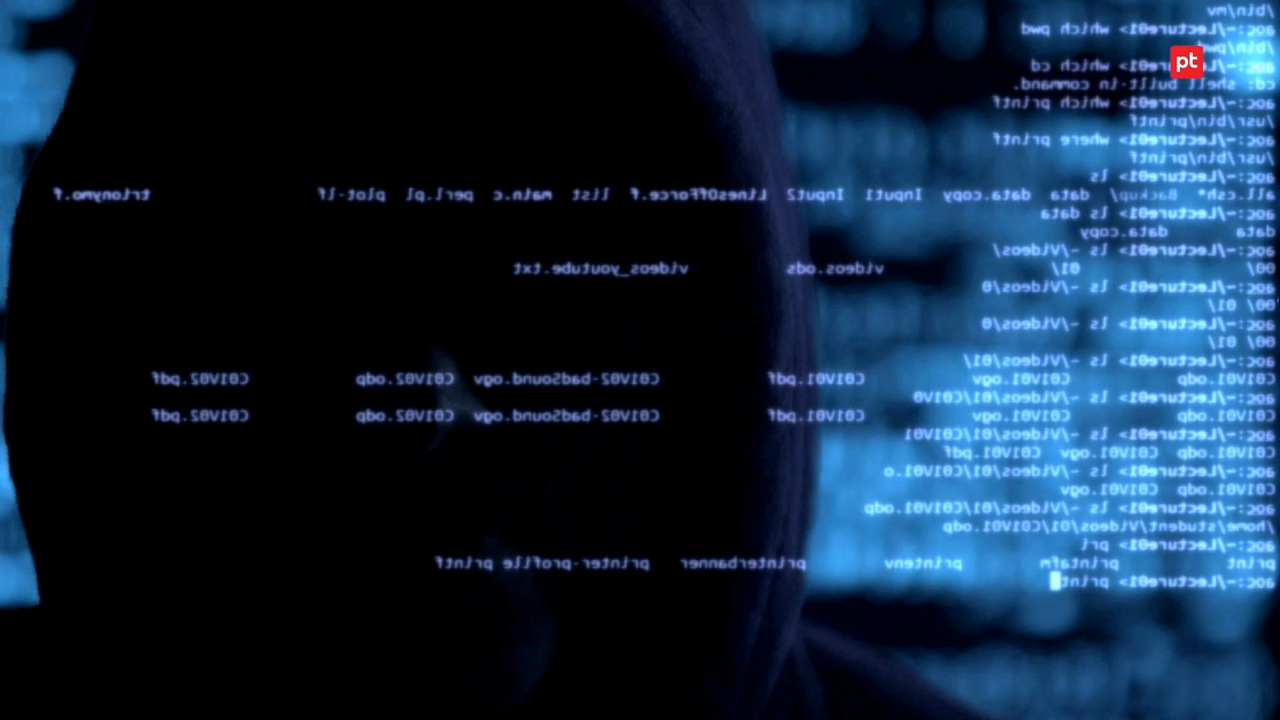 /bin/mv
aoc:~/Lecture01> which pwd
/bin/pwd
pt
aoc:~/Lecture01> which cd
cd: shell built-in command.
aoc:~/Lecture01> which printf
/usr/bin/printf
aoc:~/Lecture01> where printf
/usr/bin/printf
aoc:~/Lecture01> ls
all.csh* Backup/ data data.copy Input1 Input2 LinesOfForce.f list main.c perl.pl plot-lf trionymo.f
aoc:~/Lecture01> ls data
data data.copy
aoc:~/Lecture01> ls ~/Videos/
00/ 01/ videos.ods videos_youtube.txt
aoc:~/Lecture01> ls ~/Videos/0
00/ 01/
aoc:~/Lecture01> ls ~/Videos/0
00/ 01/
aoc:~/Lecture01> ls ~/Videos/01/
C01V01.odp C01V01.ogv C01V01.pdf C01V02-badSound.ogv C01V02.odp C01V02.pdf
aoc:~/Lecture01> ls ~/Videos/01/C01V0
C01V01.odp C01V01.ogv C01V01.pdf C01V02-badSound.ogv C01V02.odp C01V02.pdf
aoc:~/Lecture01> ls ~/Videos/01/C01V01
C01V01.odp C01V01.ogv C01V01.pdf
aoc:~/Lecture01> ls ~/Videos/01/C01V01.o
C01V01.odp C01V01.ogv
aoc:~/Lecture01> ls ~/Videos/01/C01V01.odp
/home/student/Videos/01/C01V01.odp
aoc:~/Lecture01> pri
print printafm printenv printerbanner printer-profile printf
aoc:~/Lecture01> print